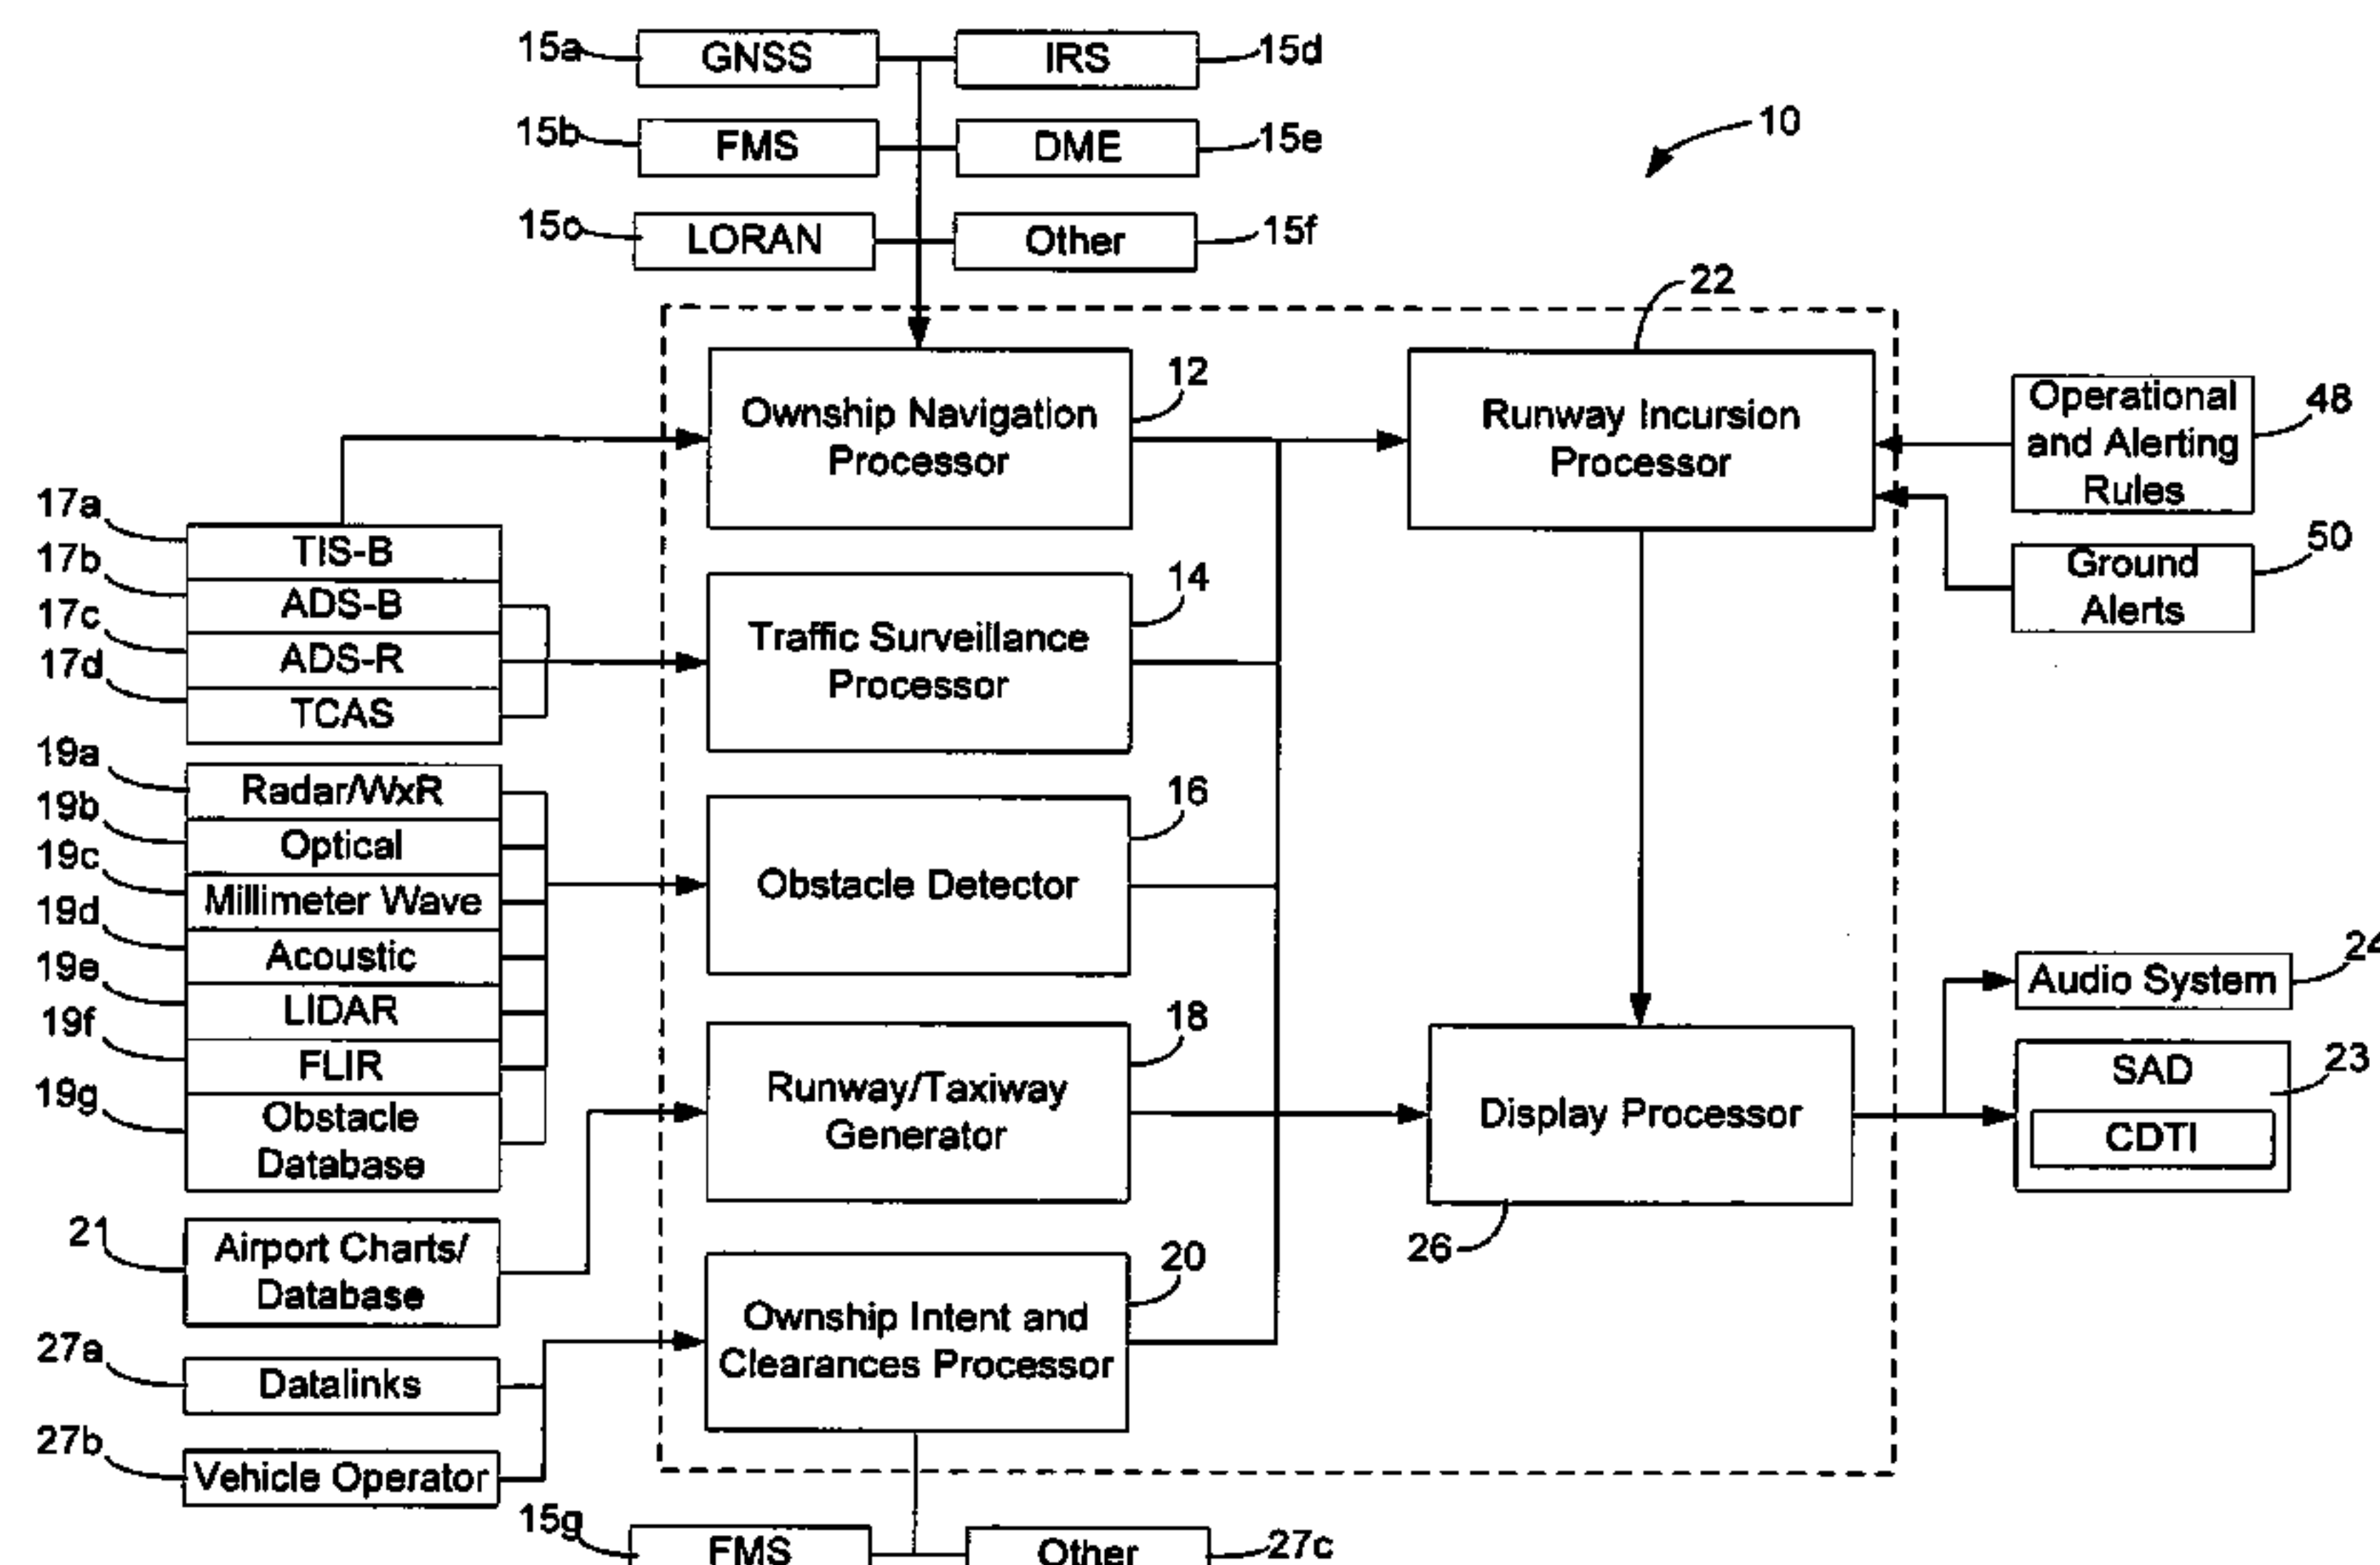 15a
GNSS
IRS
15d
15b
FMS
DME
15e
15c
LORAN
Other
15f
10
22
12
Ownship Navigation
Processor
Runway Incursion
Processor
Operational
and Alerting
Rules
48
Ground
Alerts
50
17a
TIS-B
17b
ADS-B
17c
ADS-R
17d
TCAS
14
Traffic Surveillance
Processor
19a
Radar/WxR
19b
Optical
19c
Millimeter Wave
19d
Acoustic
19e
LIDAR
19f
FLIR
19g
Obstacle
Database
16
Obstacle Detector
18
Runway/Taxiway
Generator
Display Processor
26
Audio System
24
SAD
23
CDTI
21
Airport Charts/
Database
20
Ownship Intent and
Clearances Processor
27a
Datalinks
27b
Vehicle Operator
15g
FMS
Other
27c